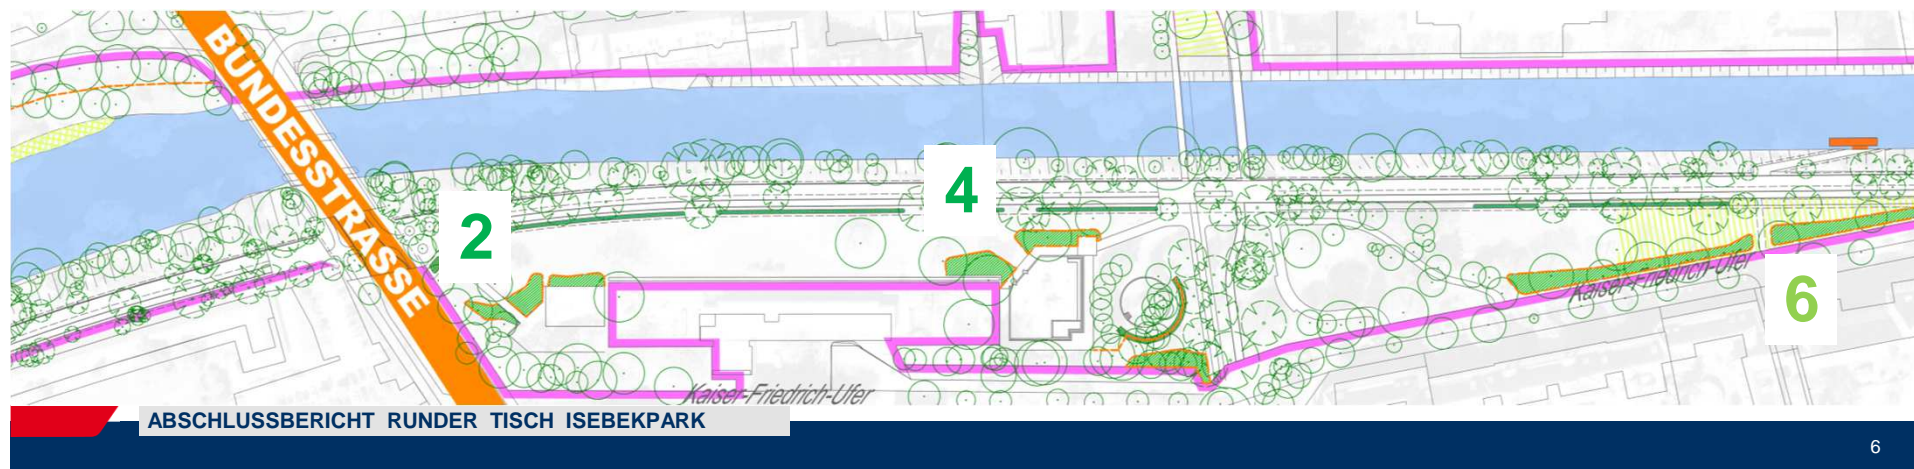 BUNDESSTRASSE
4
2
Kaiser-Friedrich-Ufer
6
Kaiser-Friedrich-Ufer
ABSCHLUSSBERICHT RUNDER TISCH ISEBEKPARK
6